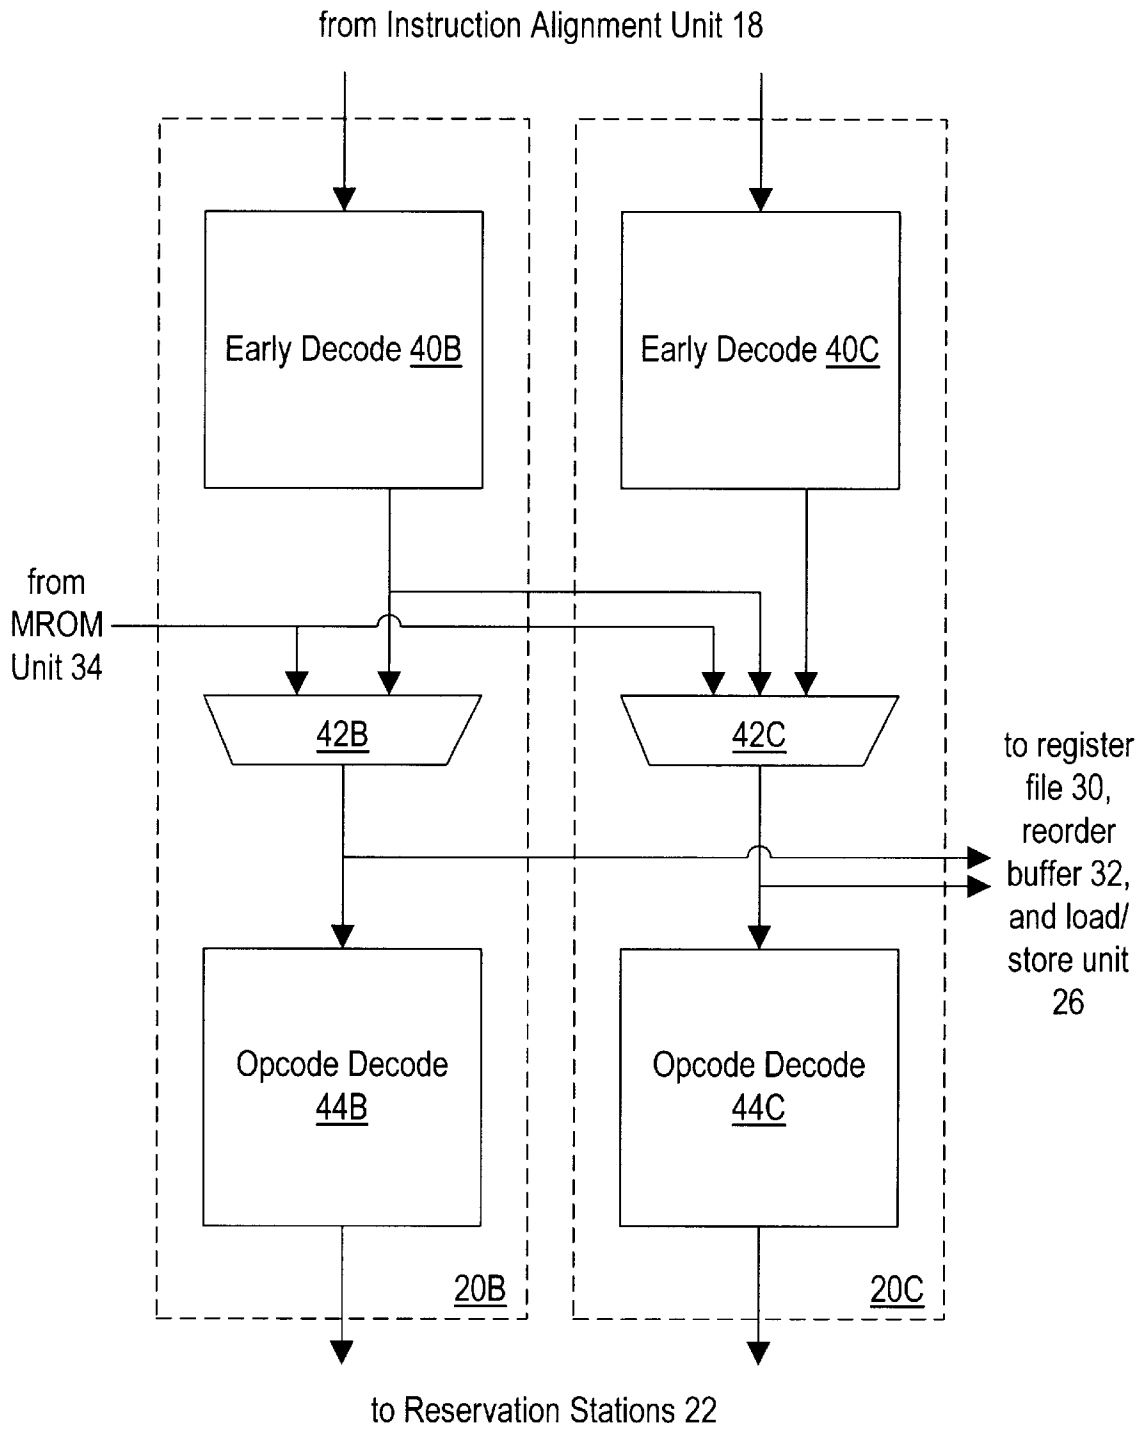 from Instruction Alignment Unit 18
Early Decode 40B
Early Decode 40C
from
MROM
Unit 34
42B
42C
to register
file 30,
reorder
buffer 32,
and load/
store unit
26
Opcode Decode
44B
Opcode Decode
44C
20B
20C
to Reservation Stations 22